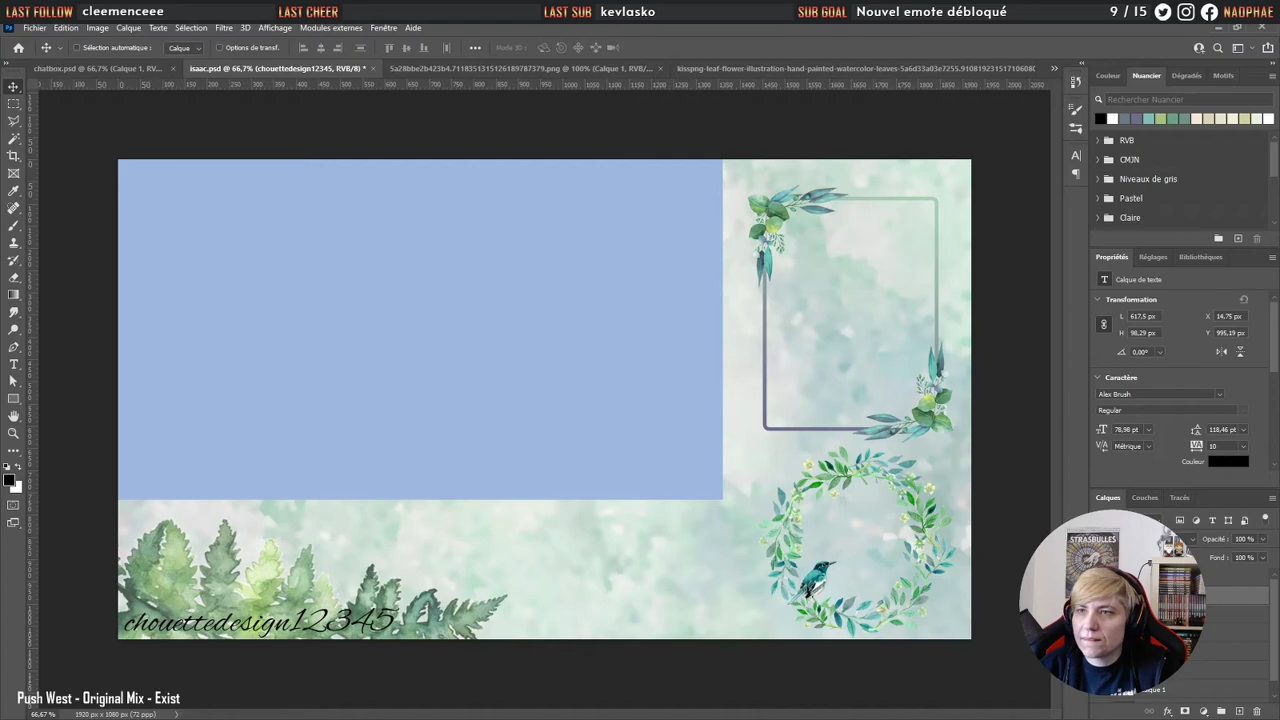 LAST FOLLOW cleemenceee LAST CHEER LAST SUB kevlasko SUB GOAL Nouvel emote débloqué 9 / 15 NAOPHAE
Ps Fichier Edition Image Calque Texte Sélection Filtre 3D Affichage Modules externes Fenêtre Aide
Sélection automatique : Calque Options de transf. Mode 3D :
chatbox.psd @ 66,7% (Calque 1, RV... × isaac.psd @ 66,7% (chouettedesign12345, RVB/8) * × 5a28bbe2b423b4.7118351315126189787379.png @ 100% (Calque 1, RV... × kisspng-leaf-flower-illustration-hand-painted-watercolor-leaves-5a6d33a03e7255.9108192315171606080
Couleur Nuancier Dégradés Motifs
Rechercher Nuancier
RVB
CMJN
Niveaux de gris
Pastel
Claire
Propriétés Réglages Bibliothèques
T Calque de texte
Transformation
L 617,5 px X 14,75 px
H 98,29 px Y 995,19 px
0,00°
Caractère
Alex Brush
Regular
78,98 pt 118,46 pt
Métrique 10
Couleur
Calques Couches Tracés
Opacité : 100 %
Fond : 100 %
STRASBULLES
chouettedesign12345
Push West - Original Mix - Exist
66,67 % 1920 px x 1080 px (72 ppp)